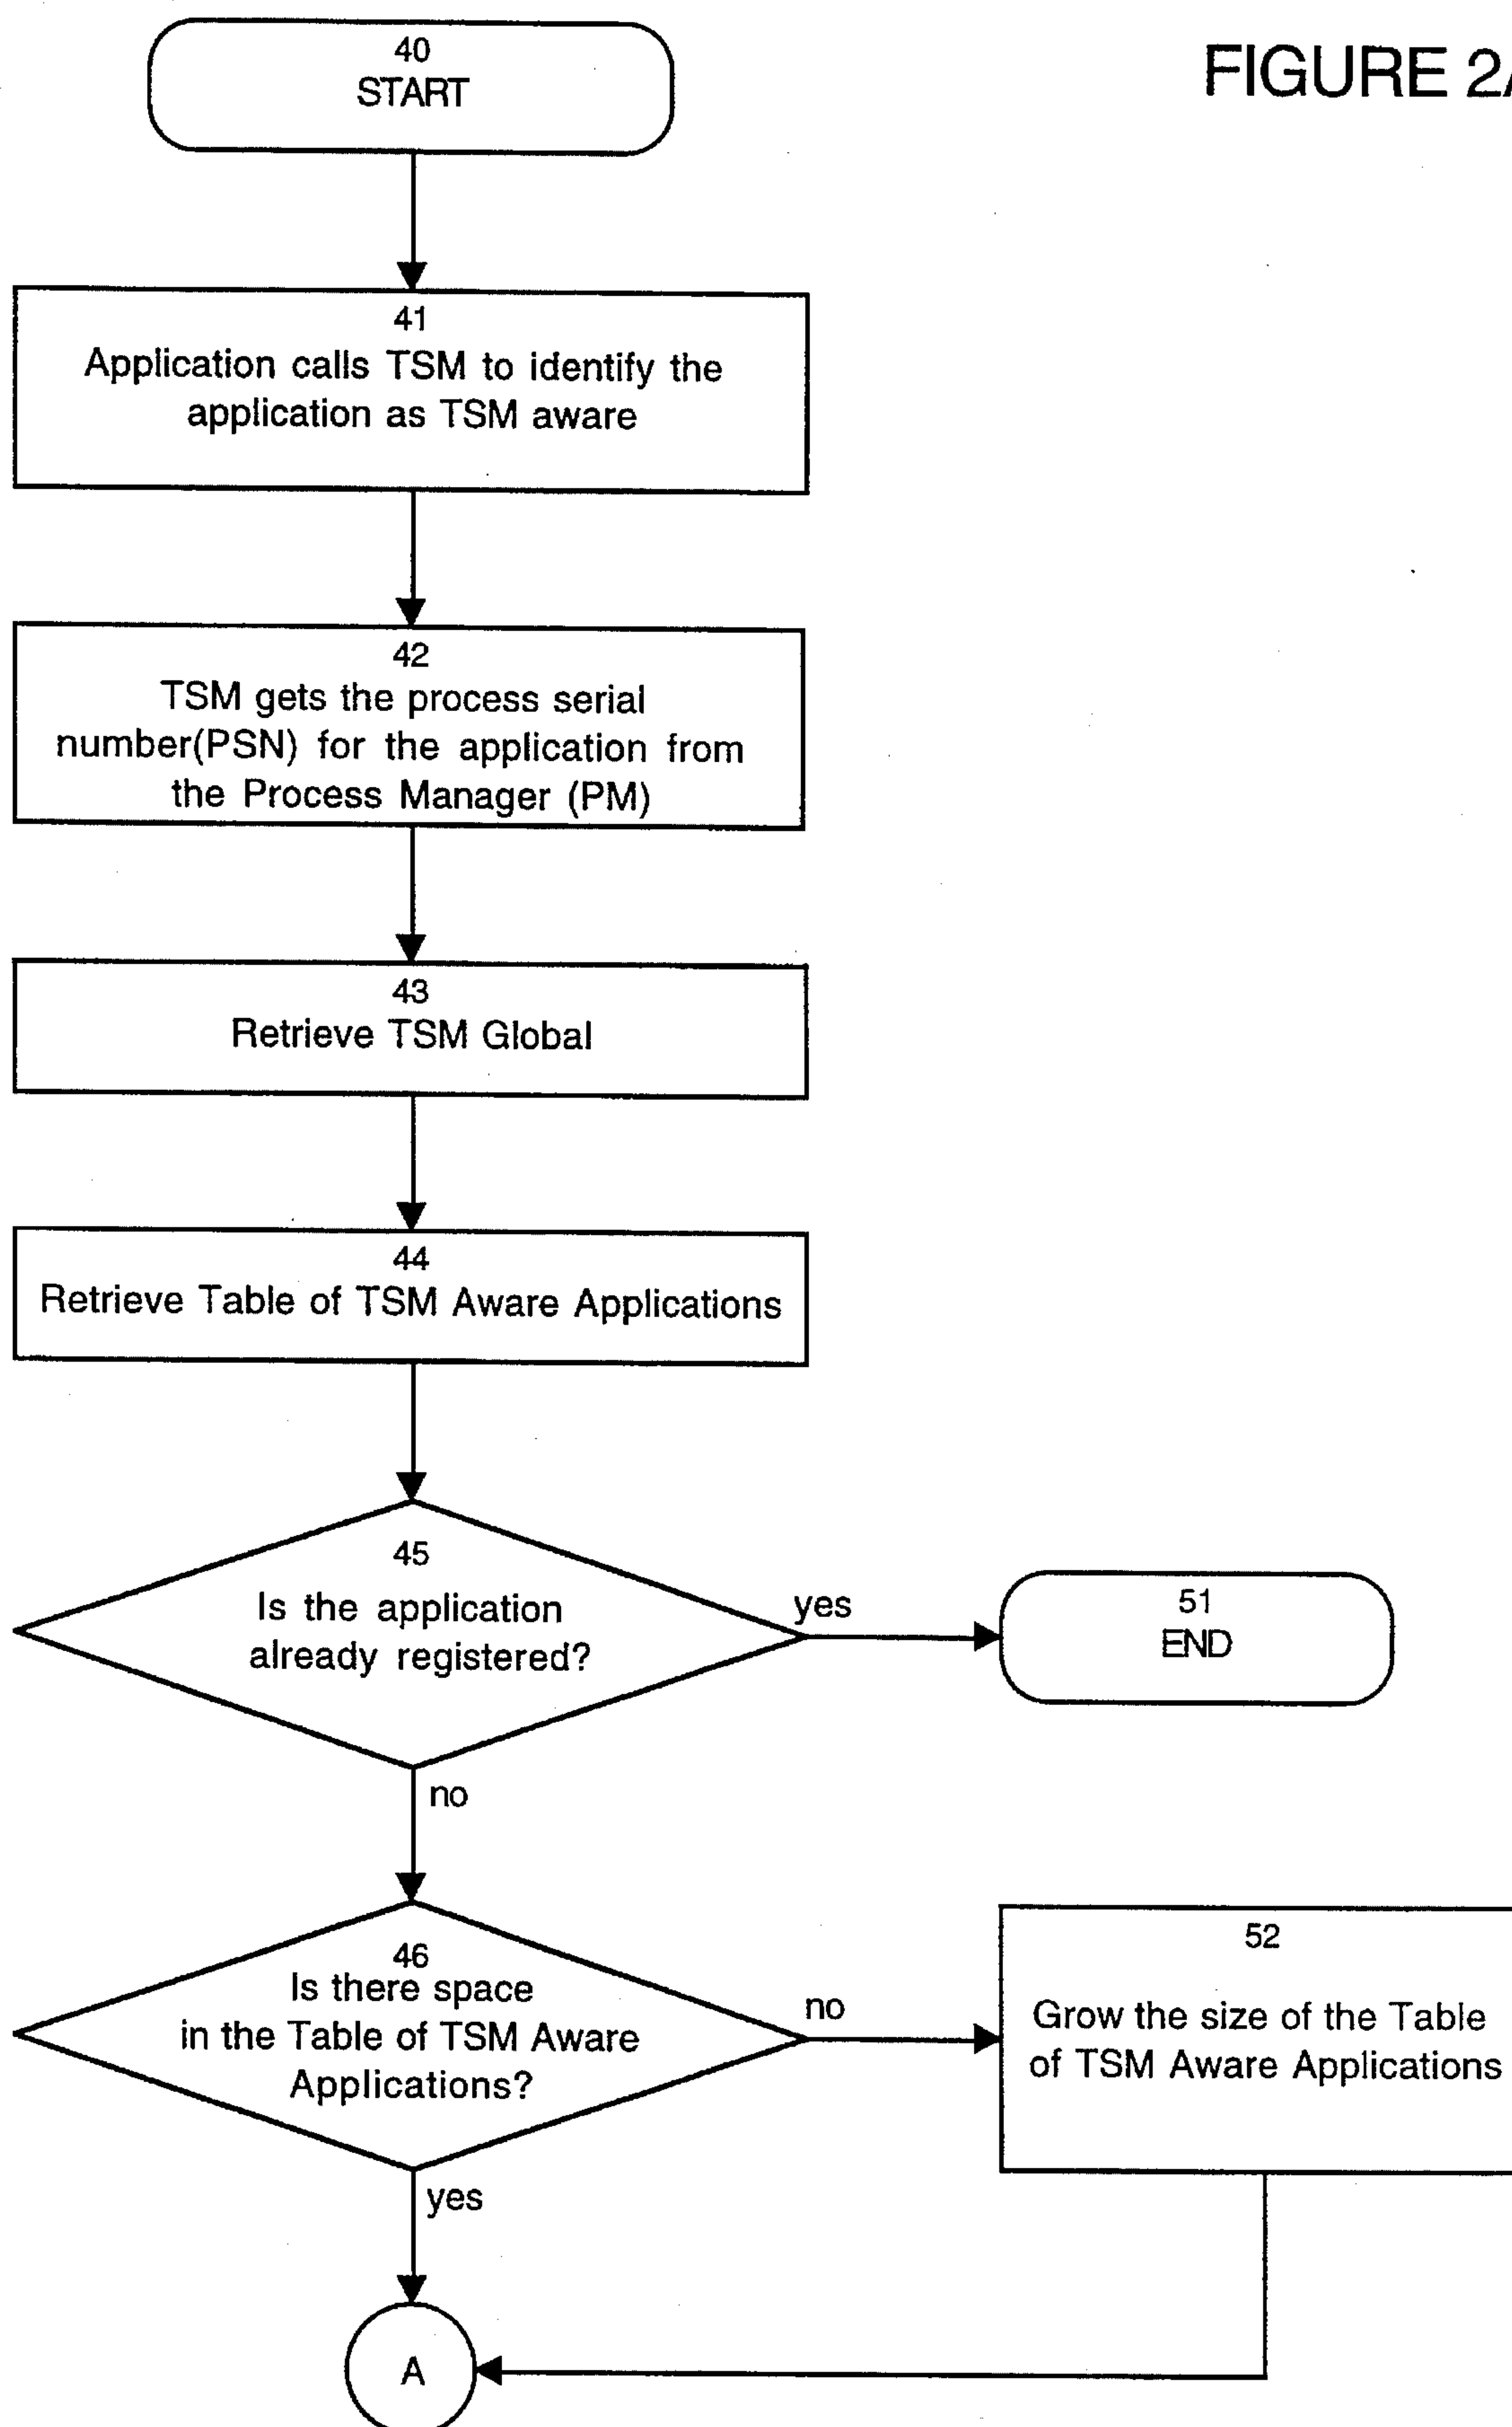 FIGURE 2A
40
START
41
Application calls TSM to identify the
application as TSM aware
42
TSM gets the process serial
number(PSN) for the application from
the Process Manager (PM)
43
Retrieve TSM Global
44
Retrieve Table of TSM Aware Applications
45
Is the application
already registered?
yes
51
END
no
46
Is there space
in the Table of TSM Aware
Applications?
no
52
Grow the size of the Table
of TSM Aware Applications
yes
A